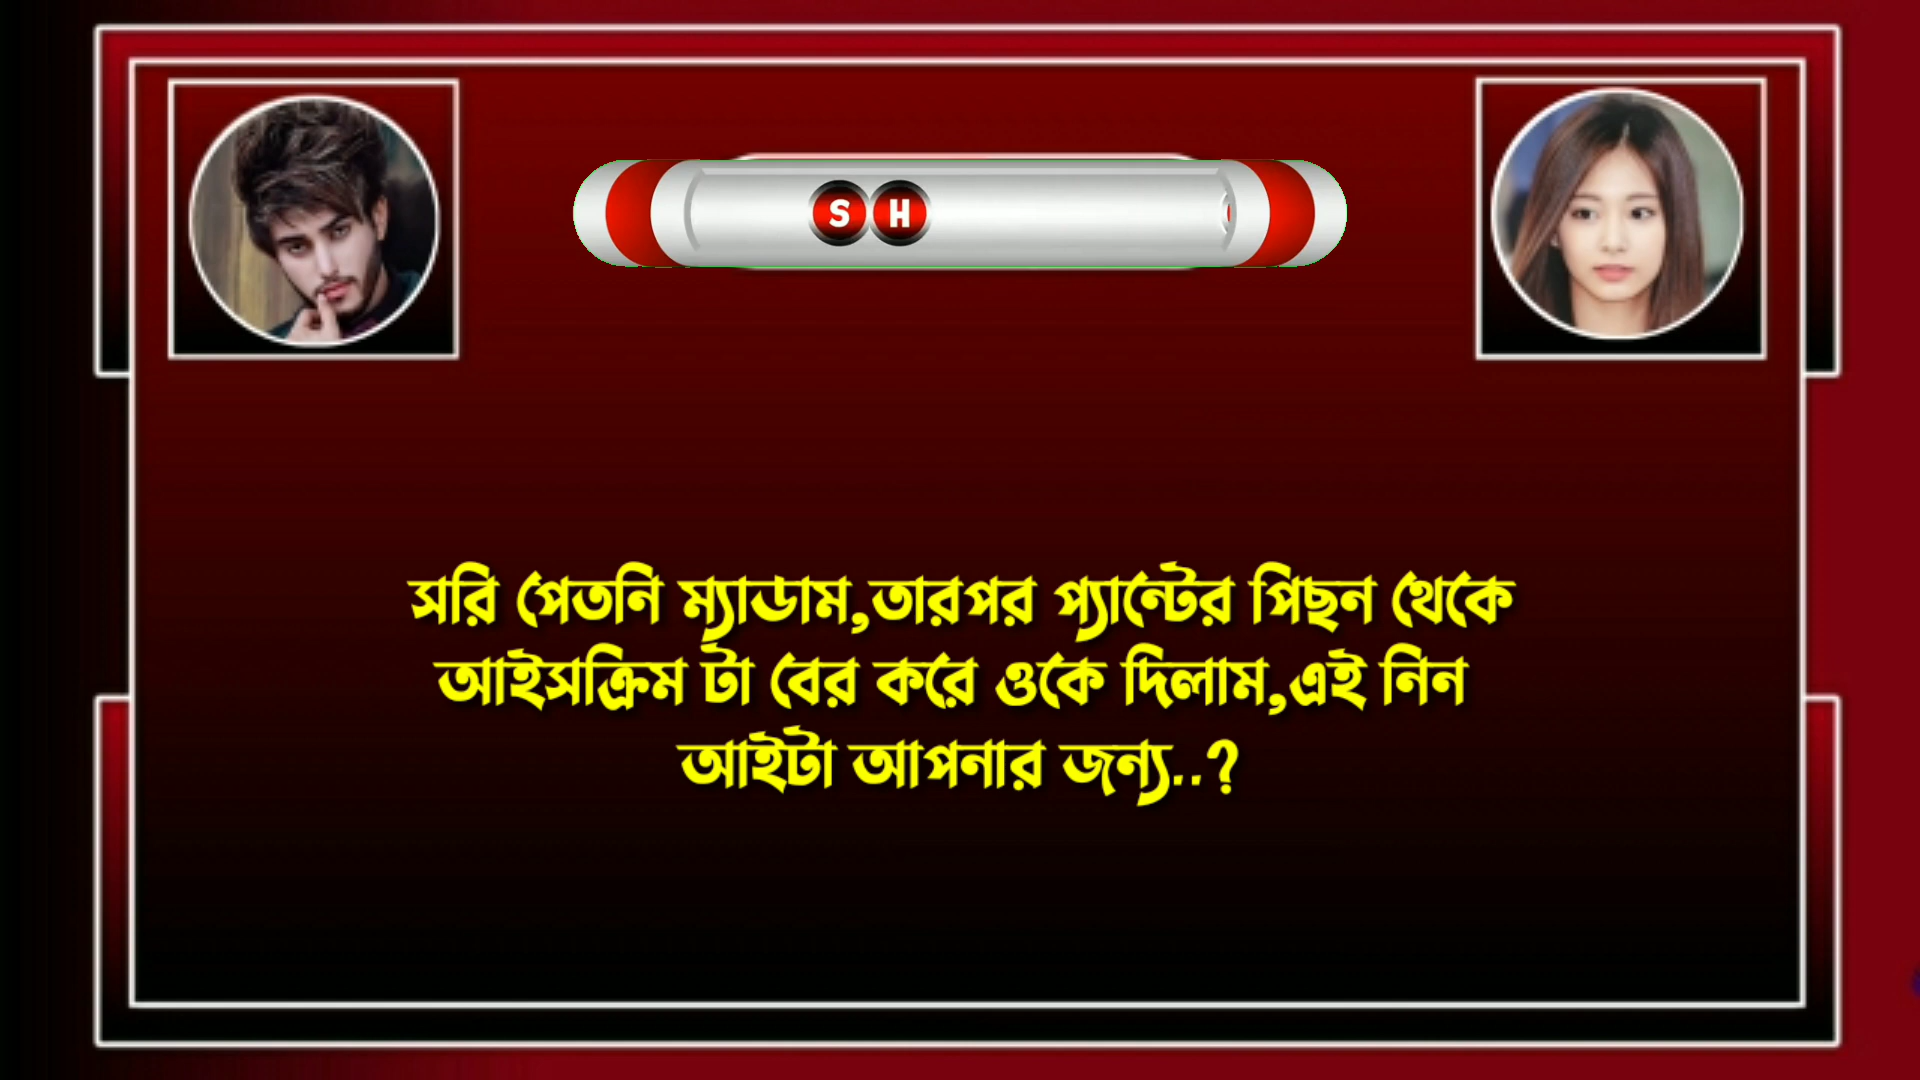 S H
সরি পেতনি ম্যাডাম,তারপর প্যান্টের পিছন থেকে
আইসক্রিম টা বের করে ওকে দিলাম,এই নিন
আইটা আপনার জন্য..?